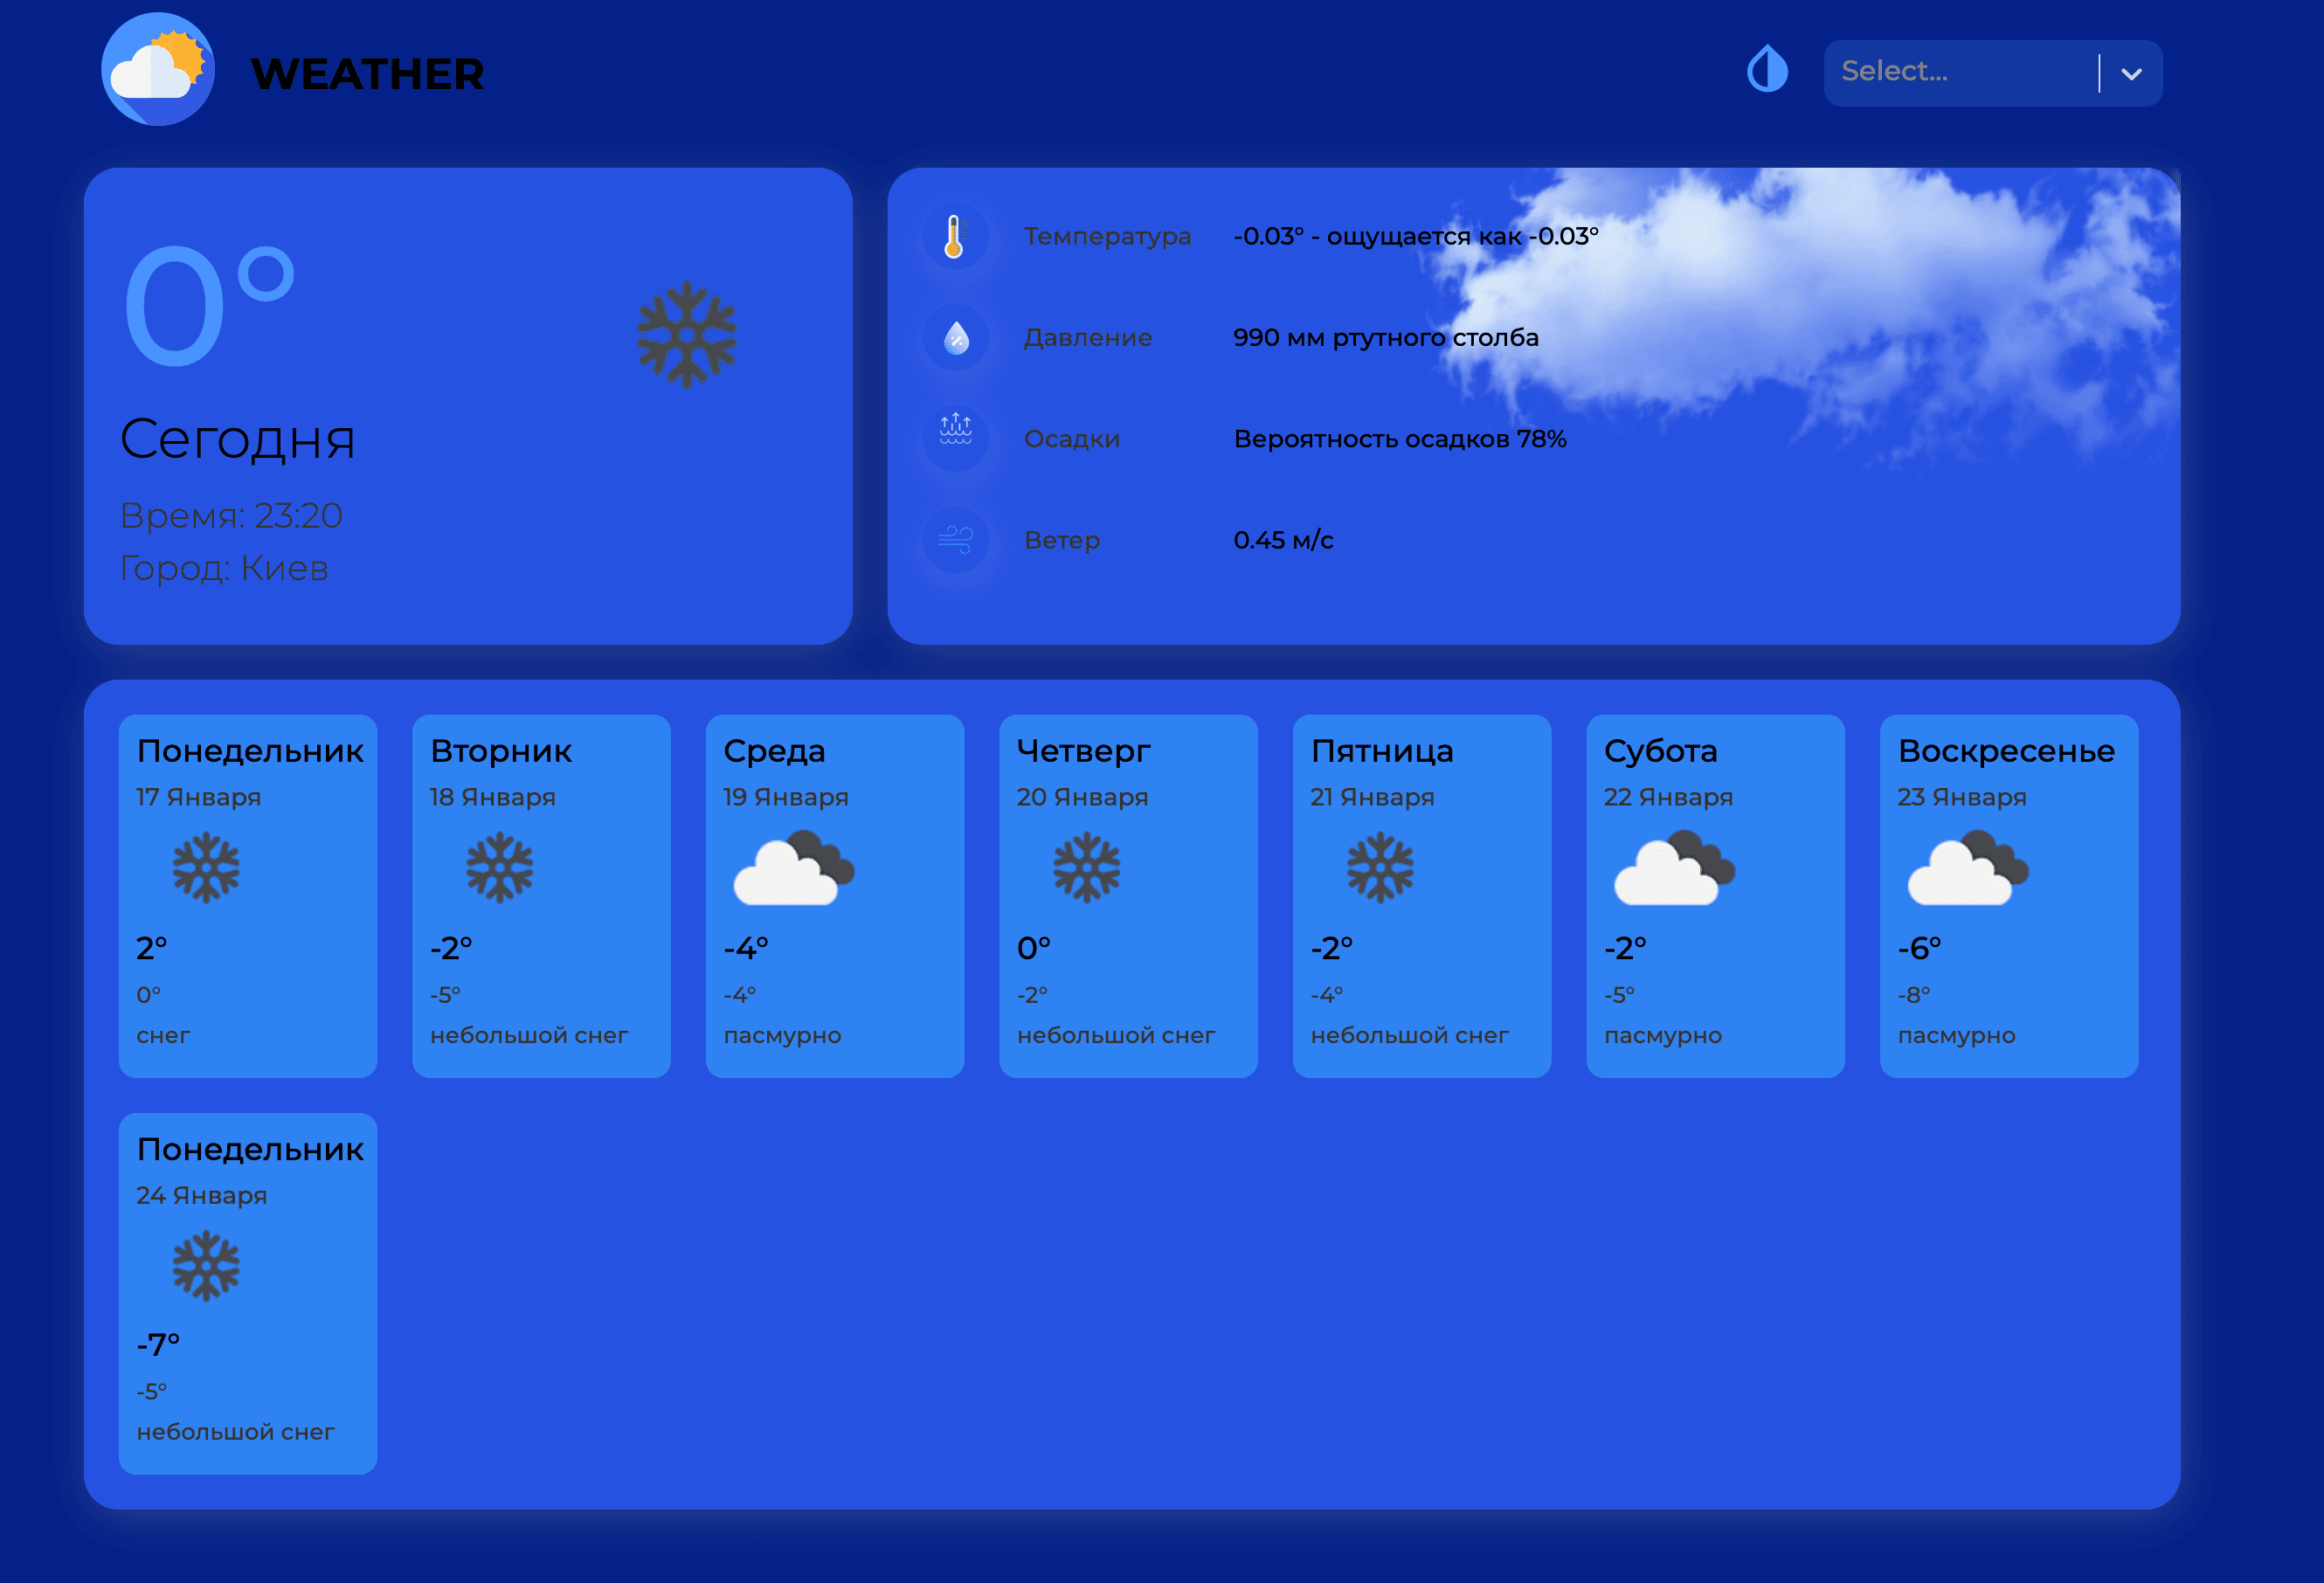 WEATHER
Select...
0°
Сегодня
Время: 23:20
Город: Киев
Температура -0.03° - ощущается как -0.03°
Давление 990 мм ртутного столба
Осадки Вероятность осадков 78%
Ветер 0.45 м/с
Понедельник
17 Января
2°
0°
снег
Вторник
18 Января
-2°
-5°
небольшой снег
Среда
19 Января
-4°
-4°
пасмурно
Четверг
20 Января
0°
-2°
небольшой снег
Пятница
21 Января
-2°
-4°
небольшой снег
Субота
22 Января
-2°
-5°
пасмурно
Воскресенье
23 Января
-6°
-8°
пасмурно
Понедельник
24 Января
-7°
-5°
небольшой снег